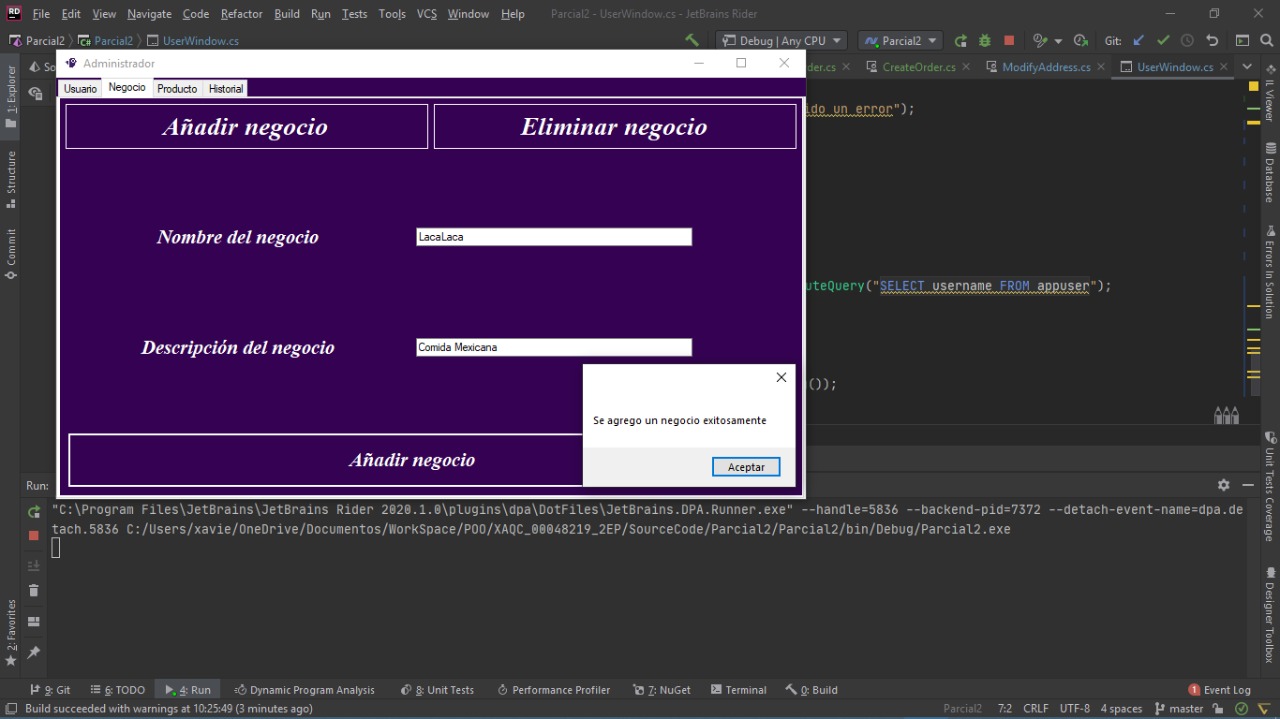 RD File Edit View Navigate Code Refactor Build Run Tests Tools VCS Window Help Parcial2 - UserWindow.cs - JetBrains Rider
Parcial2 Parcial2 UserWindow.cs Debug | Any CPU Parcial2 Git:
Administrador
CreateOrder.cs ModifyAddress.cs UserWindow.cs
Usuario Negocio Producto Historial
1: Explorer
Structure
Commit
2: Favorites
Añadir negocio Eliminar negocio
ido un error");
Nombre del negocio LacaLaca
uteQuery("SELECT username FROM appuser");
Descripción del negocio Comida Mexicana
());
Se agrego un negocio exitosamente
Añadir negocio
Aceptar
IL Viewer
Database
Errors In Solution
Unit Tests Coverage
Designer Toolbox
Run:
"C:\Program Files\JetBrains\JetBrains Rider 2020.1.0\plugins\dpa\DotFiles\JetBrains.DPA.Runner.exe" --handle=5836 --backend-pid=7372 --detach-event-name=dpa.de
tach.5836 C:/Users/xavie/OneDrive/Documentos/WorkSpace/POO/XAQC_00048219_2EP/SourceCode/Parcial2/Parcial2/bin/Debug/Parcial2.exe
9: Git 6: TODO 4: Run Dynamic Program Analysis 8: Unit Tests Performance Profiler 7: NuGet Terminal 0: Build 1 Event Log
Build succeeded with warnings at 10:25:49 (3 minutes ago) Parcial2 7:2 CRLF UTF-8 4 spaces master